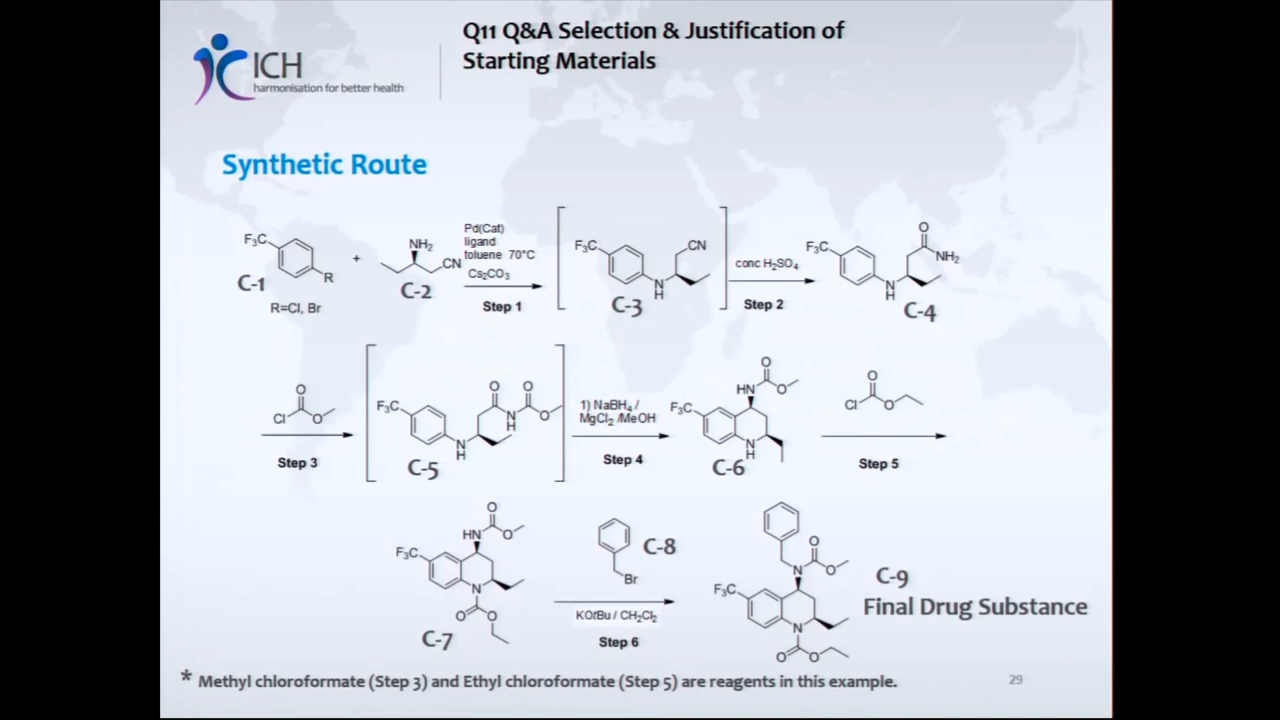 Q11 Q&A Selection & Justification of
Starting Materials
ICH
harmonisation for better health
Synthetic Route
F₃C
R
C-1
R=Cl, Br
+
NH₂
CN
C-2
Pd(Cat)
ligand
toluene 70°C
Cs₂CO₃
Step 1
F₃C
CN
N
H
C-3
conc H₂SO₄
Step 2
F₃C
O
NH₂
N
H
C-4
O
Cl
O
Step 3
F₃C
O
O
N
H
O
N
H
C-5
1) NaBH₄ /
MgCl₂ /MeOH
Step 4
O
HN
O
F₃C
N
H
C-6
O
Cl
O
Step 5
O
HN
O
F₃C
N
O
O
C-7
C-8
Br
KOtBu / CH₂Cl₂
Step 6
O
N
O
F₃C
N
O
O
C-9
Final Drug Substance
* Methyl chloroformate (Step 3) and Ethyl chloroformate (Step 5) are reagents in this example.
29